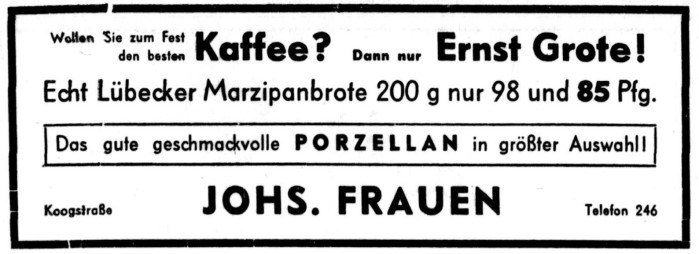 Wollen Sie zum Fest
den besten Kaffee? Dann nur Ernst Grote!
Echt Lübecker Marzipanbrote 200 g nur 98 und 85 Pfg.
Das gute geschmackvolle PORZELLAN in größter Auswahl!
JOHS. FRAUEN
Koogstraße Telefon 246